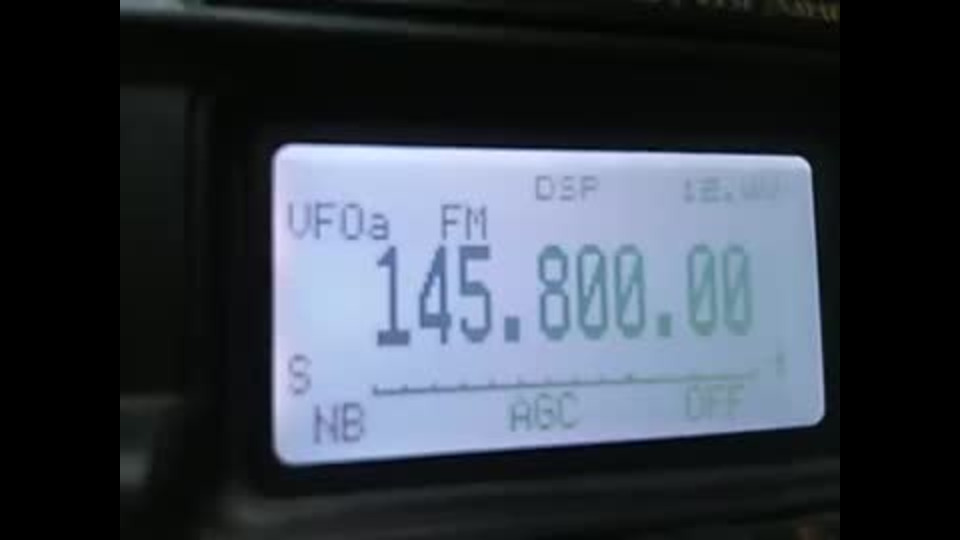 DSP
VFOa FM
145.800.00
S
NB AGC OFF